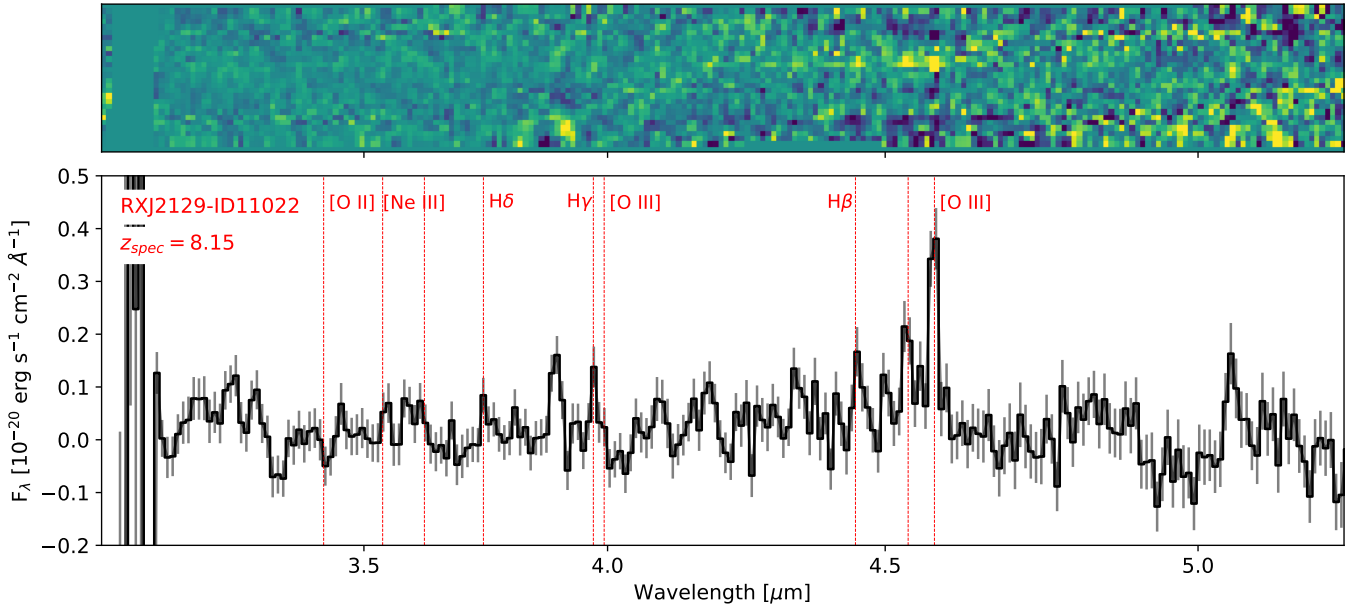 0.5
0.4
0.3
0.2
0.1
0.0
−0.1
−0.2
F_λ [10⁻²⁰ erg s⁻¹ cm⁻² Å⁻¹]
RXJ2129-ID11022
z_spec = 8.15
[O II]
[Ne III]
Hδ
Hγ
[O III]
Hβ
[O III]
3.5
4.0
4.5
5.0
Wavelength [μm]